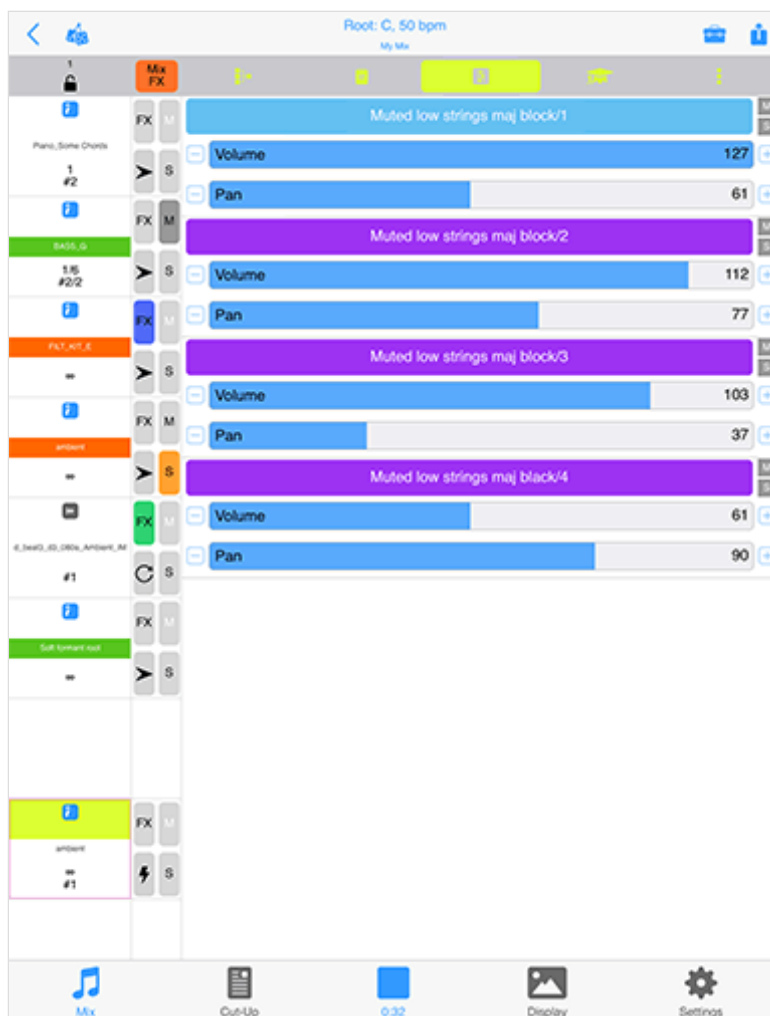 Root: C, 50 bpm
My Mix
1
Mix
FX
FX M
Piano_Some Chords
1
#2
S
FX M
BASS_G
1/6
#2/2
S
FX M
FILT_KIT_E
∞
S
FX M
ambient
∞
S
FX M
#1
S
FX M
Soft formant root
∞
S
FX M
ambient
∞
#1
S
Muted low strings maj block/1
M
S
Volume 127
Pan 61
Muted low strings maj block/2
M
S
Volume 112
Pan 77
Muted low strings maj block/3
M
S
Volume 103
Pan 37
Muted low strings maj black/4
M
S
Volume 61
Pan 90
Mix
Cut-Up
0:32
Display
Settings